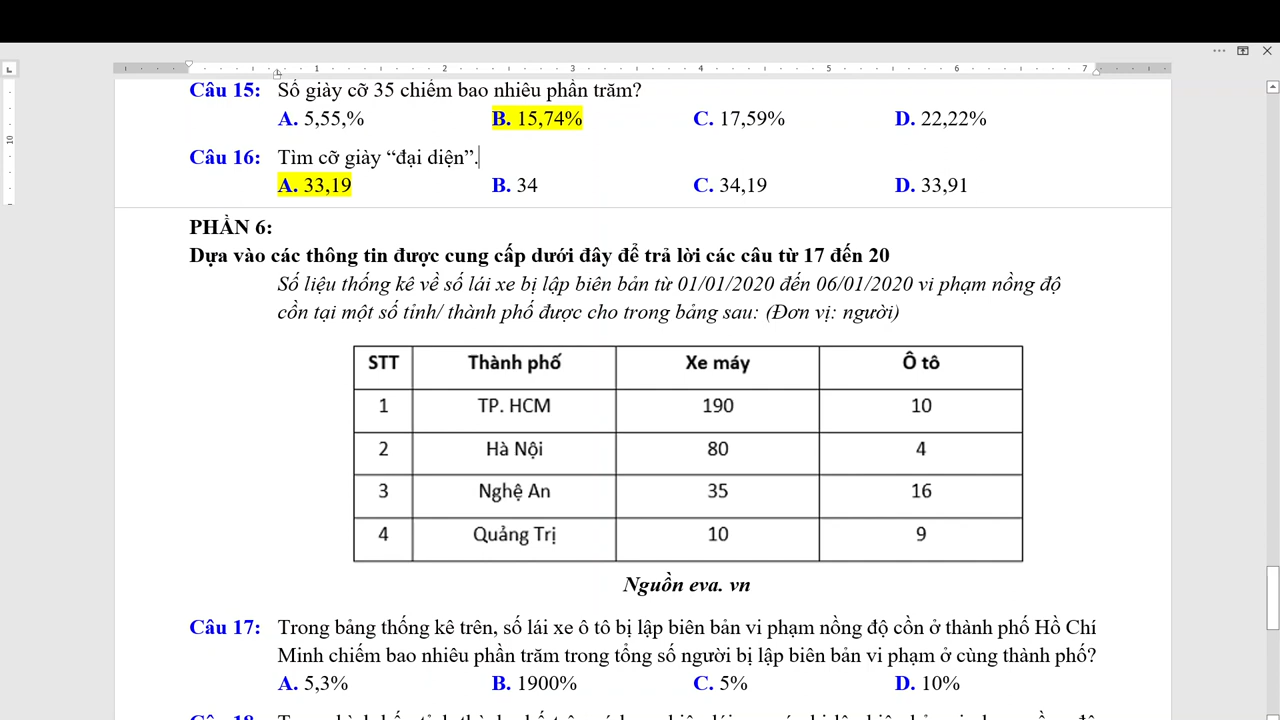 Câu 15: Số giày cỡ 35 chiếm bao nhiêu phần trăm?
A. 5,55,% B. 15,74% C. 17,59% D. 22,22%
Câu 16: Tìm cỡ giày “đại diện”.
A. 33,19 B. 34 C. 34,19 D. 33,91
PHẦN 6:
Dựa vào các thông tin được cung cấp dưới đây để trả lời các câu từ 17 đến 20
Số liệu thống kê về số lái xe bị lập biên bản từ 01/01/2020 đến 06/01/2020 vi phạm nồng độ
cồn tại một số tỉnh/ thành phố được cho trong bảng sau: (Đơn vị: người)
STT Thành phố Xe máy Ô tô
1 TP. HCM 190 10
2 Hà Nội 80 4
3 Nghệ An 35 16
4 Quảng Trị 10 9
Nguồn eva. vn
Câu 17: Trong bảng thống kê trên, số lái xe ô tô bị lập biên bản vi phạm nồng độ cồn ở thành phố Hồ Chí
Minh chiếm bao nhiêu phần trăm trong tổng số người bị lập biên bản vi phạm ở cùng thành phố?
A. 5,3% B. 1900% C. 5% D. 10%